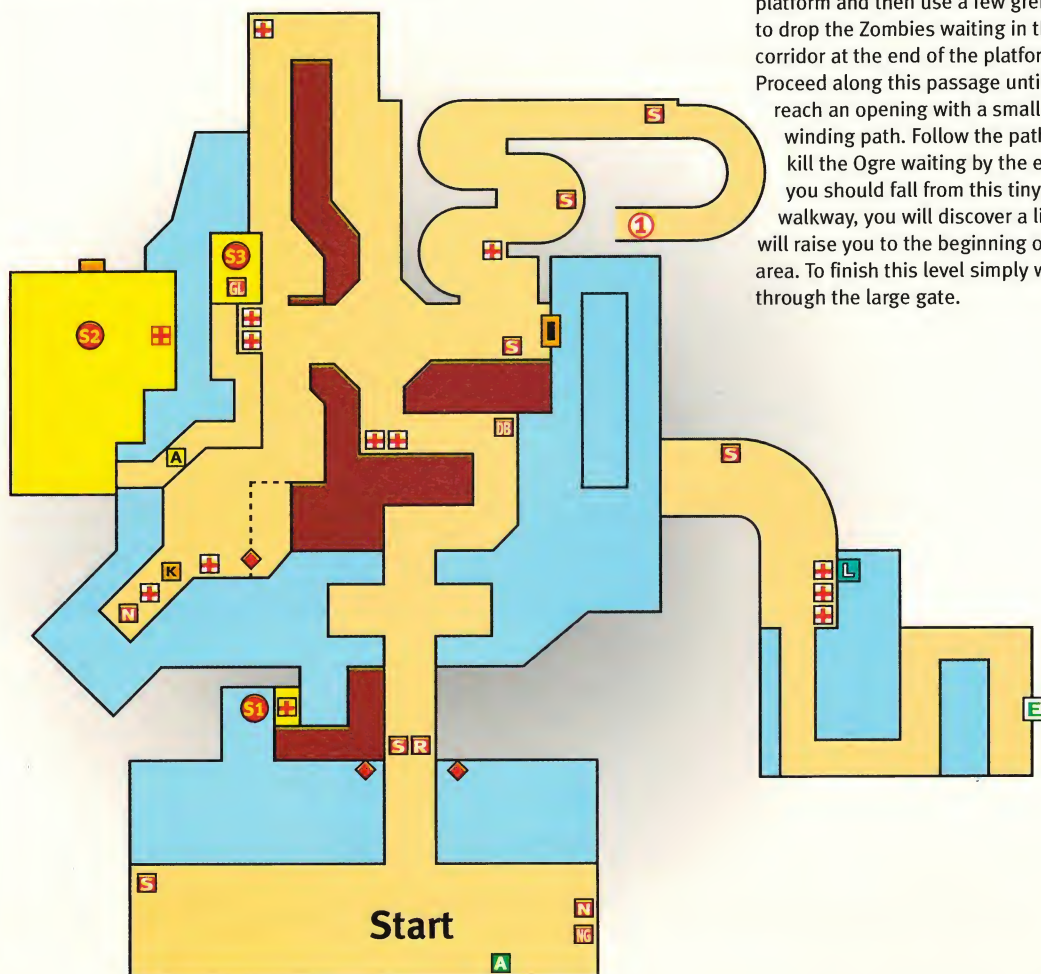 platform and then use a few gre
to drop the Zombies waiting in th
corridor at the end of the platfor
Proceed along this passage until
reach an opening with a small
winding path. Follow the path
kill the Ogre waiting by the e
you should fall from this tiny
walkway, you will discover a li
will raise you to the beginning o
area. To finish this level simply w
through the large gate.
S
S
1
S3
GL
S2
S
DB
S
A
K
L
N
S1
E
S R
S
N
NG
Start
A